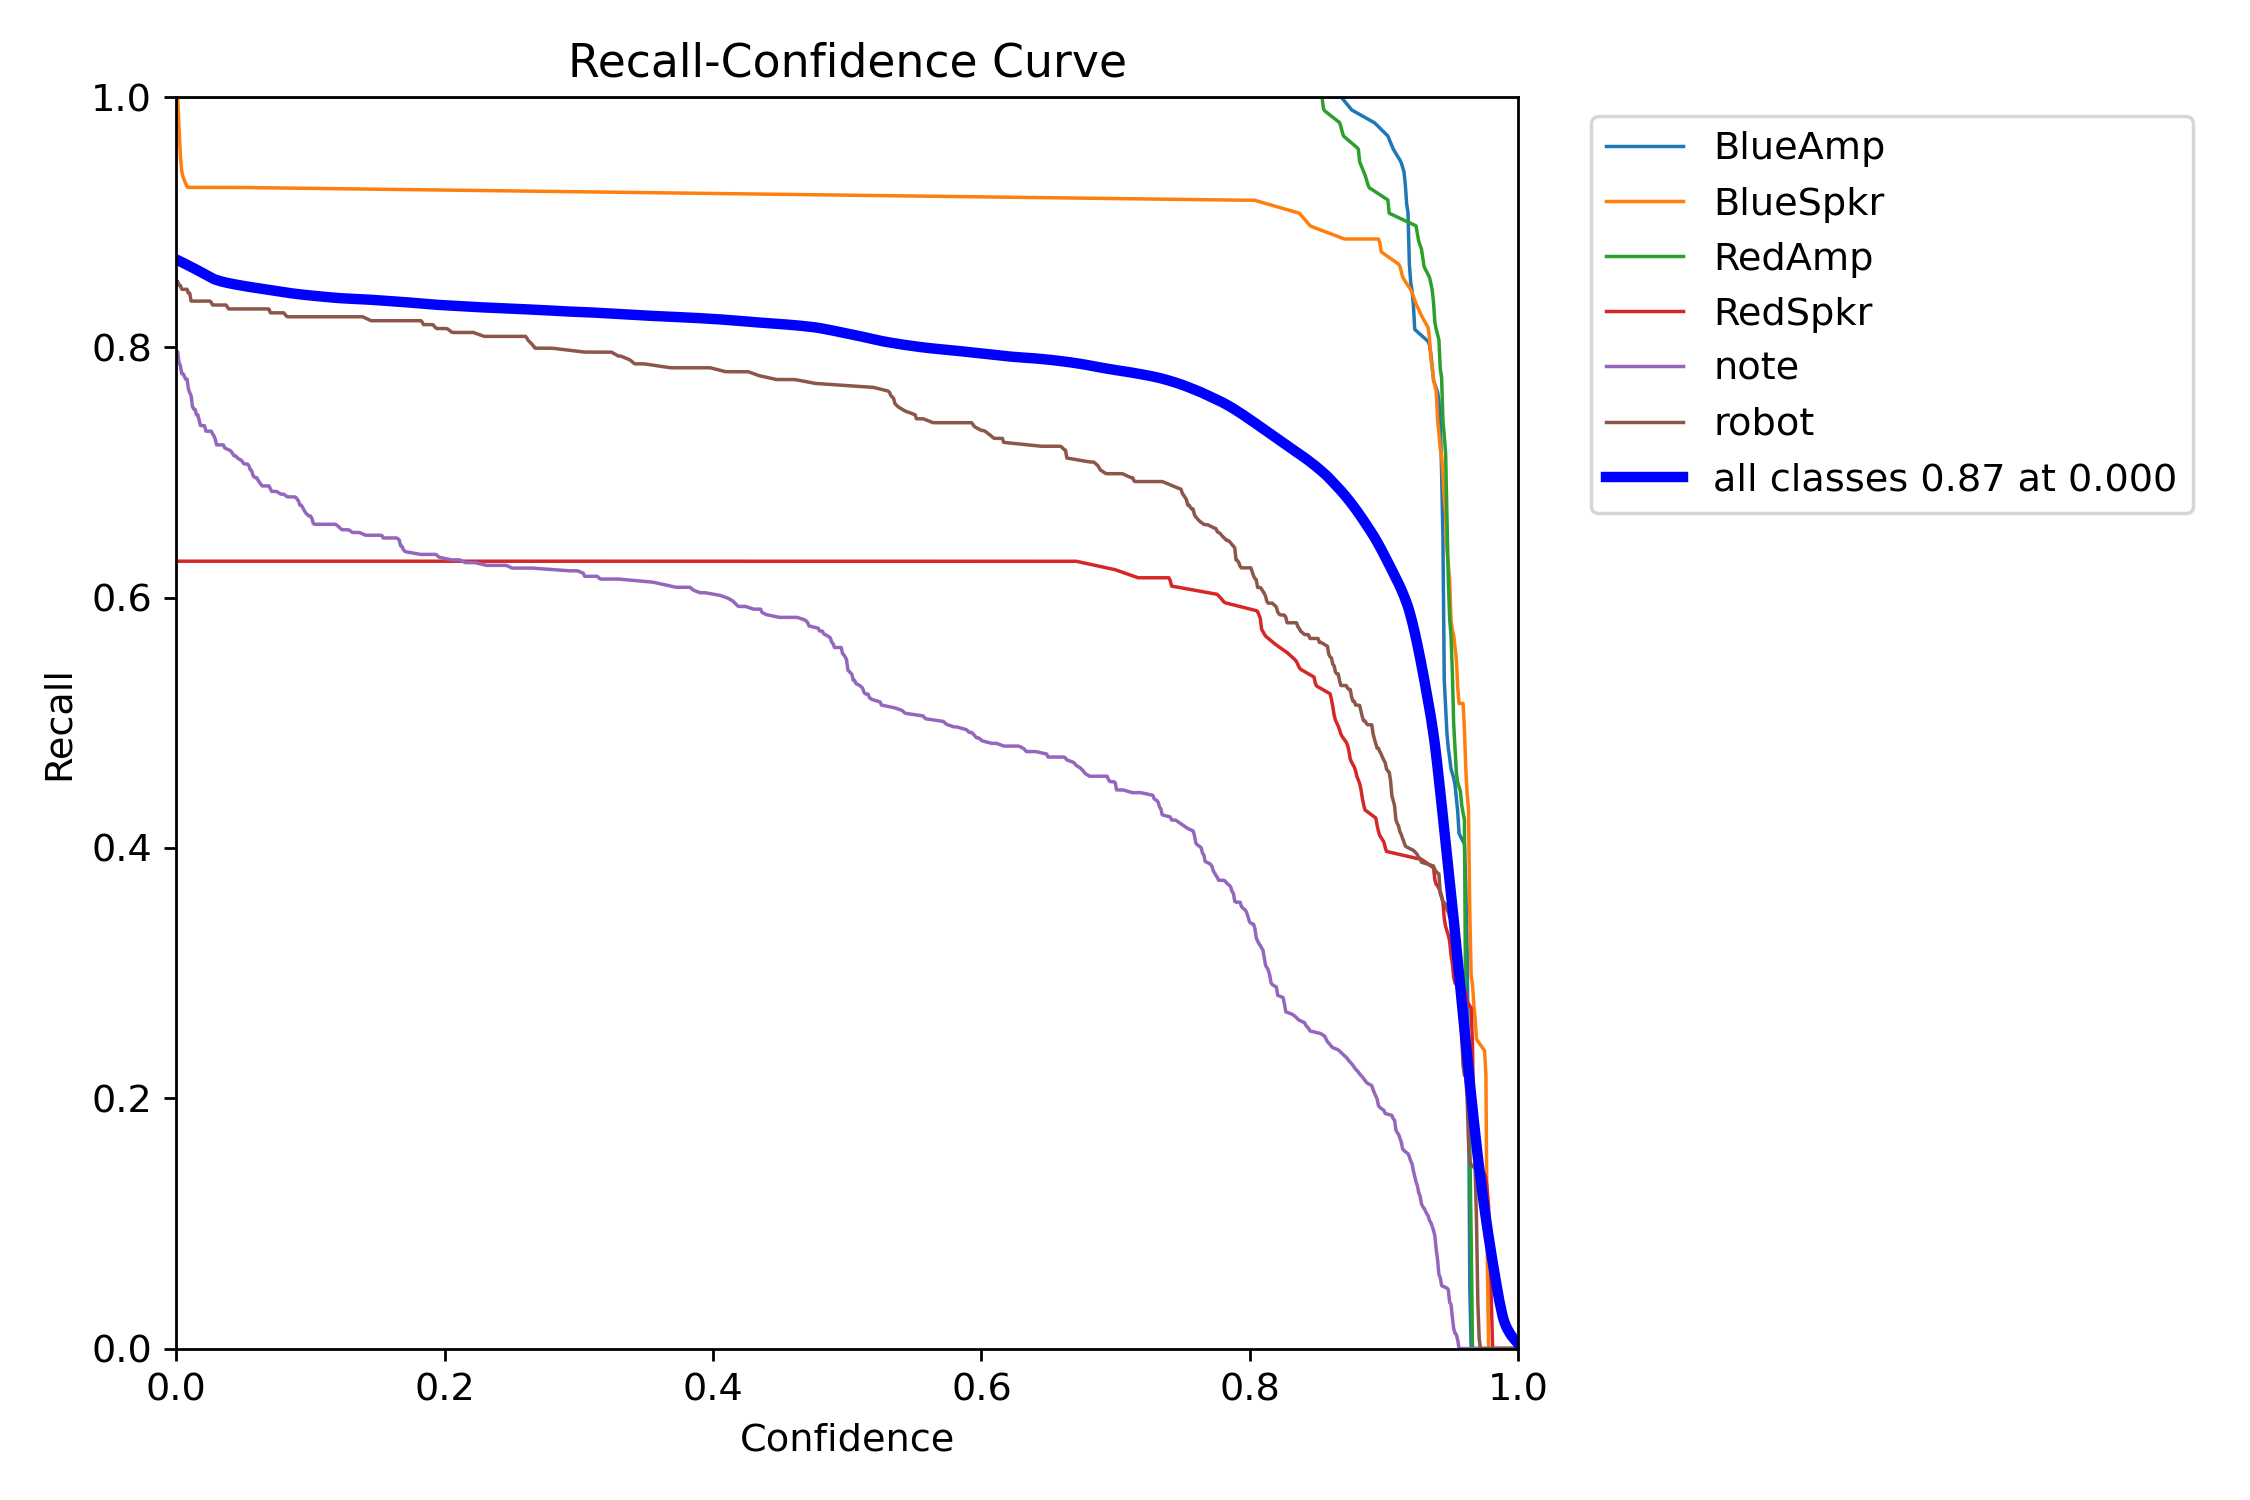 Recall-Confidence Curve
1.0
0.8
0.6
0.4
0.2
0.0
Recall
0.0 0.2 0.4 0.6 0.8 1.0
Confidence
BlueAmp
BlueSpkr
RedAmp
RedSpkr
note
robot
all classes 0.87 at 0.000